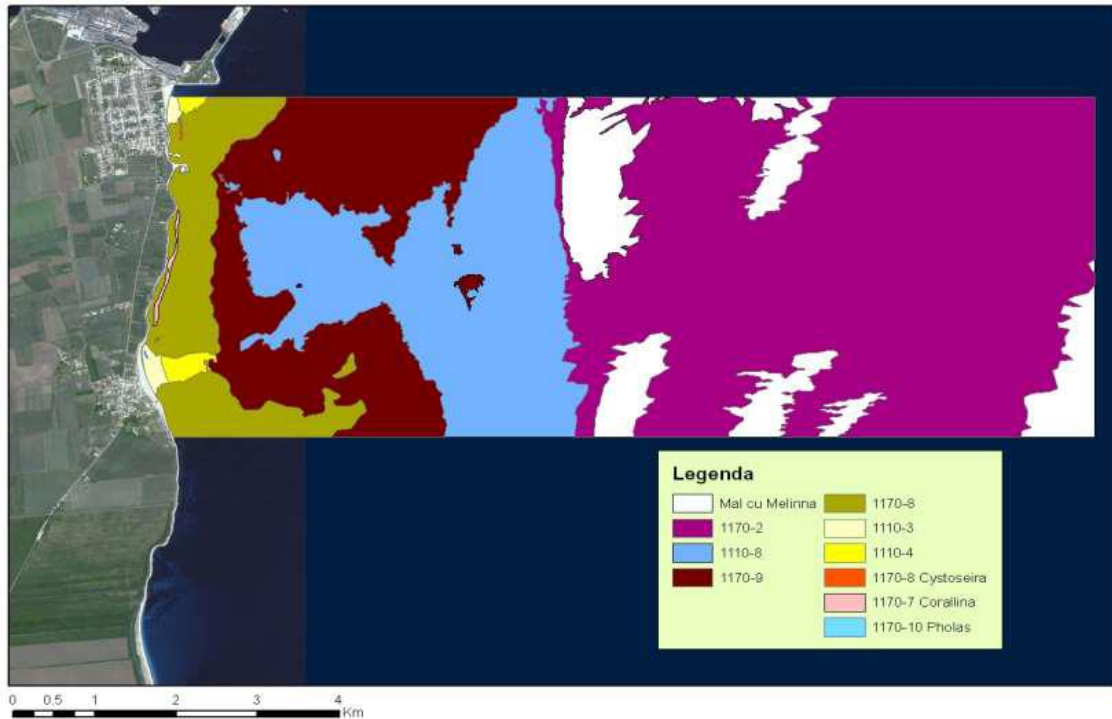 Legenda
Mal cu Melinna
1170-2
1110-8
1170-9
1170-8
1110-3
1110-4
1170-8 Cystoseira
1170-7 Corallina
1170-10 Pholas
0 0.5 1 2 3 4
Km